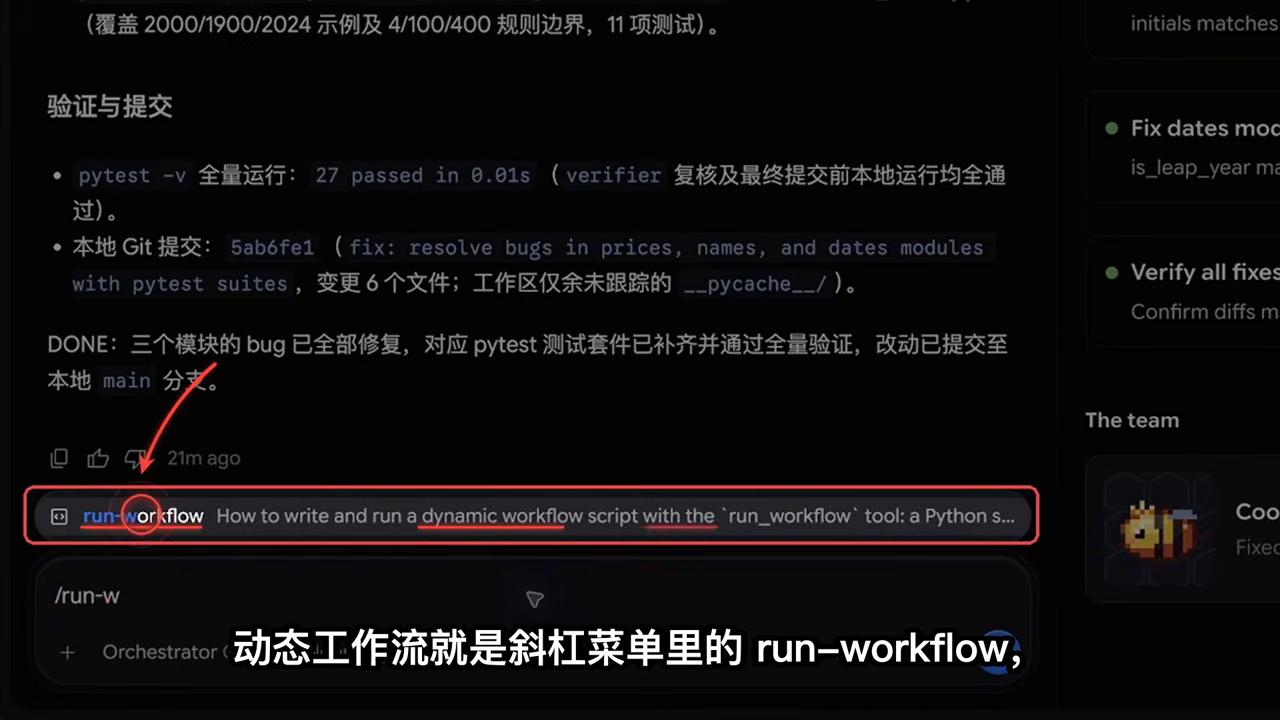 （覆盖 2000/1900/2024 示例及 4/100/400 规则边界，11 项测试）。
验证与提交
• pytest -v 全量运行： 27 passed in 0.01s （ verifier 复核及最终提交前本地运行均全通
过）。
• 本地 Git 提交： 5ab6fe1 （ fix: resolve bugs in prices, names, and dates modules
with pytest suites ，变更 6 个文件；工作区仅余未跟踪的 __pycache__/ ）。
DONE：三个模块的 bug 已全部修复，对应 pytest 测试套件已补齐并通过全量验证，改动已提交至
本地 main 分支。
21m ago
run-workflow How to write and run a dynamic workflow script with the `run_workflow` tool: a Python s...
/run-w
+ Orchestrator
动态工作流就是斜杠菜单里的 run-workflow,
initials matches
Fix dates mod
is_leap_year ma
Verify all fixes
Confirm diffs m
The team
Coo
Fixed